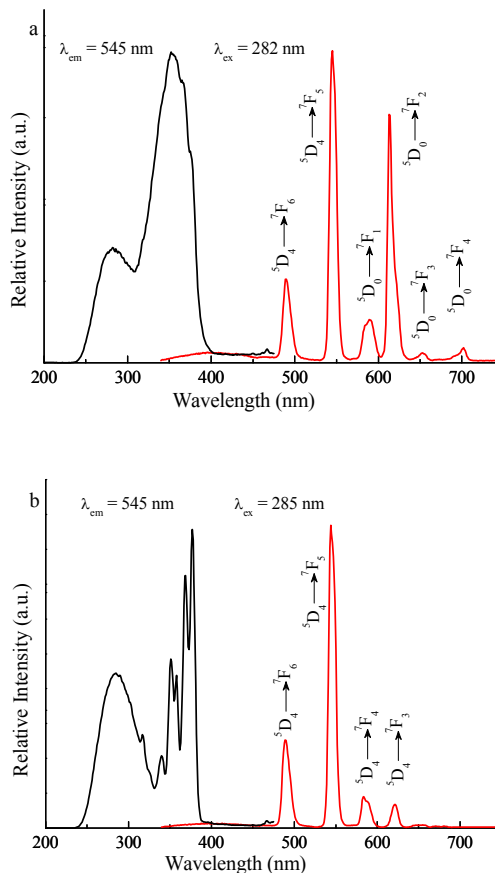 a
λem = 545 nm
λex = 282 nm
⁵D₄ → ⁷F₆
⁵D₄ → ⁷F₅
⁵D₀ → ⁷F₁
⁵D₀ → ⁷F₂
⁵D₀ → ⁷F₃
⁵D₀ → ⁷F₄
Relative Intensity (a.u.)
200 300 400 500 600 700
Wavelength (nm)
b
λem = 545 nm
λex = 285 nm
⁵D₄ → ⁷F₆
⁵D₄ → ⁷F₅
⁵D₄ → ⁷F₄
⁵D₄ → ⁷F₃
Relative Intensity (a.u.)
200 300 400 500 600 700
Wavelength (nm)